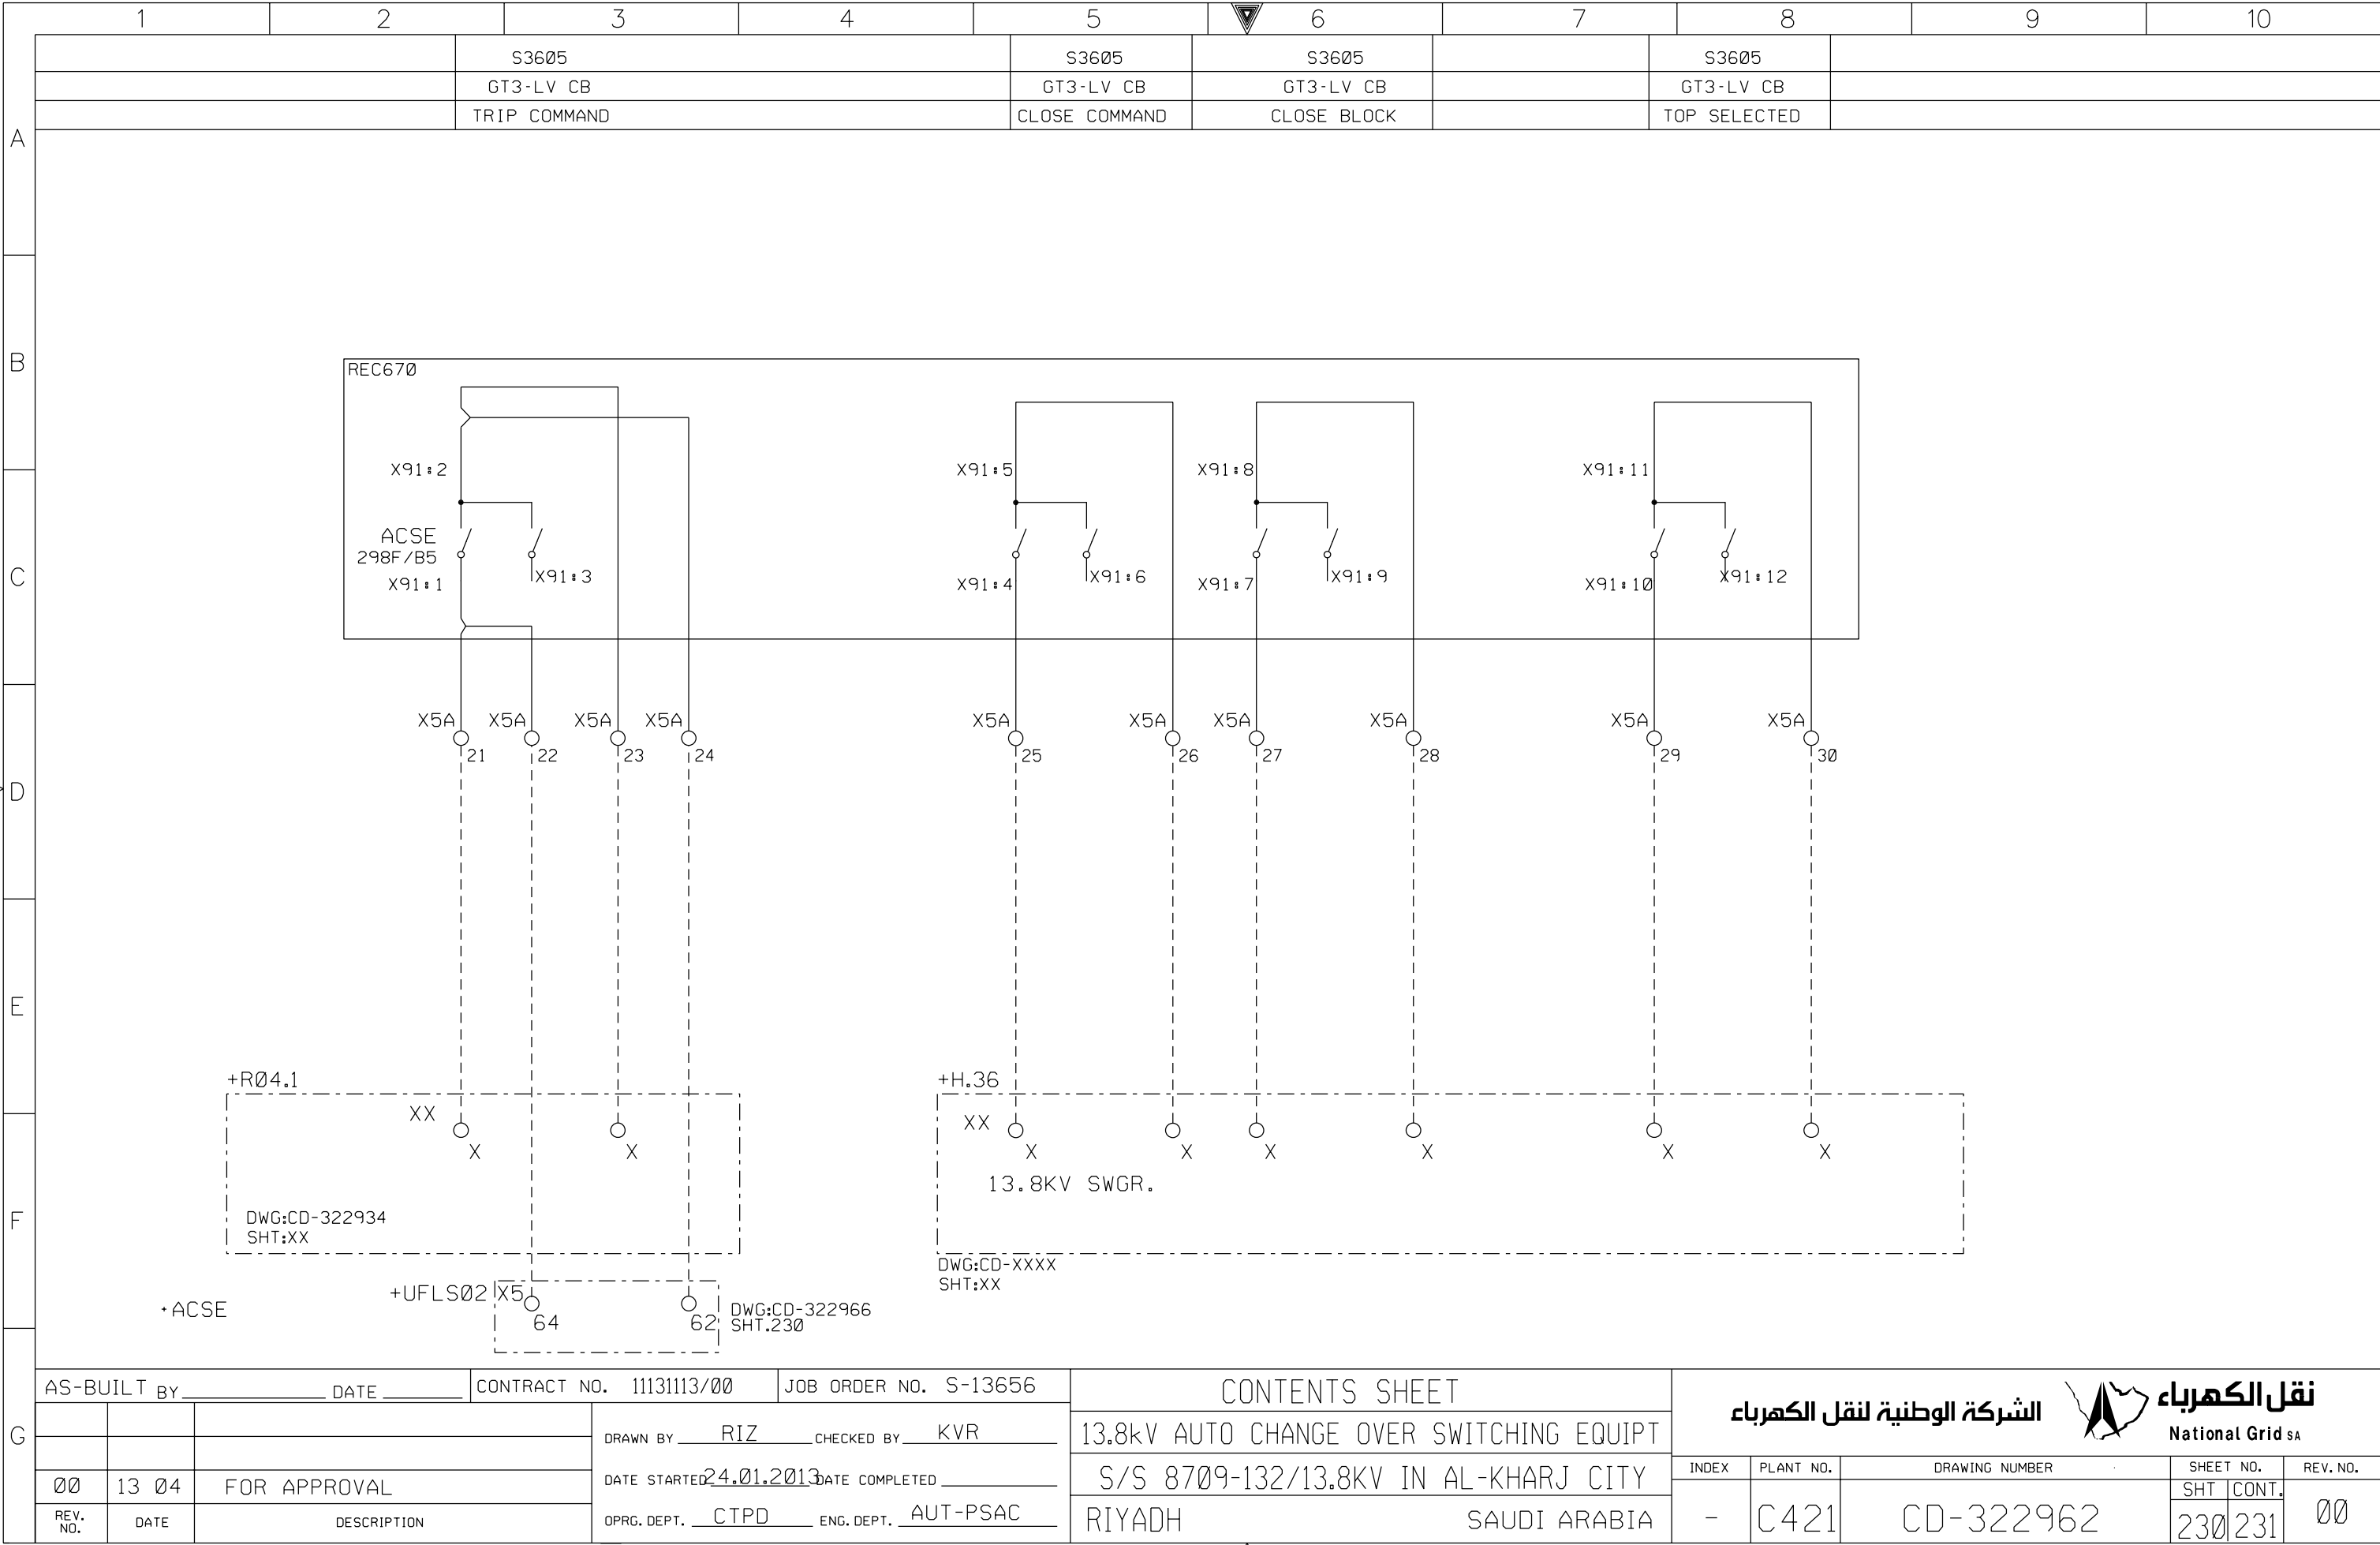 1 2 3 4 5 6 7 8 9 10
S3605 S3605 S3605 S3605
GT3-LV CB GT3-LV CB GT3-LV CB GT3-LV CB
TRIP COMMAND CLOSE COMMAND CLOSE BLOCK TOP SELECTED
A
B
REC670
X91:2 X91:5 X91:8 X91:11
ACSE
298F/B5
C
X91:1 X91:3 X91:4 X91:6 X91:7 X91:9 X91:10 X91:12
X5A X5A X5A X5A X5A X5A X5A X5A X5A X5A
21 22 23 24 25 26 27 28 29 30
D
E
+R04.1 +H.36
XX XX
X X X X X X X X
13.8KV SWGR.
F
DWG:CD-322934
SHT:XX
DWG:CD-XXXX
SHT:XX
+UFLS02 X5
64 62
DWG:CD-322966
SHT.230
+ACSE
G
AS-BUILT BY DATE
CONTRACT NO. 11131113/00
JOB ORDER NO. S-13656
DRAWN BY RIZ CHECKED BY KVR
DATE STARTED 24.01.2013 DATE COMPLETED
OPRG. DEPT. CTPD ENG. DEPT. AUT-PSAC
00 13 04 FOR APPROVAL
REV. NO. DATE DESCRIPTION
CONTENTS SHEET
13.8kV AUTO CHANGE OVER SWITCHING EQUIPT
S/S 8709-132/13.8KV IN AL-KHARJ CITY
RIYADH SAUDI ARABIA
الشركة الوطنية لنقل الكهرباء
نقل الكهرباء
National Grid SA
INDEX PLANT NO. DRAWING NUMBER SHEET NO. REV. NO.
SHT CONT.
- C421 CD-322962 230 231 00